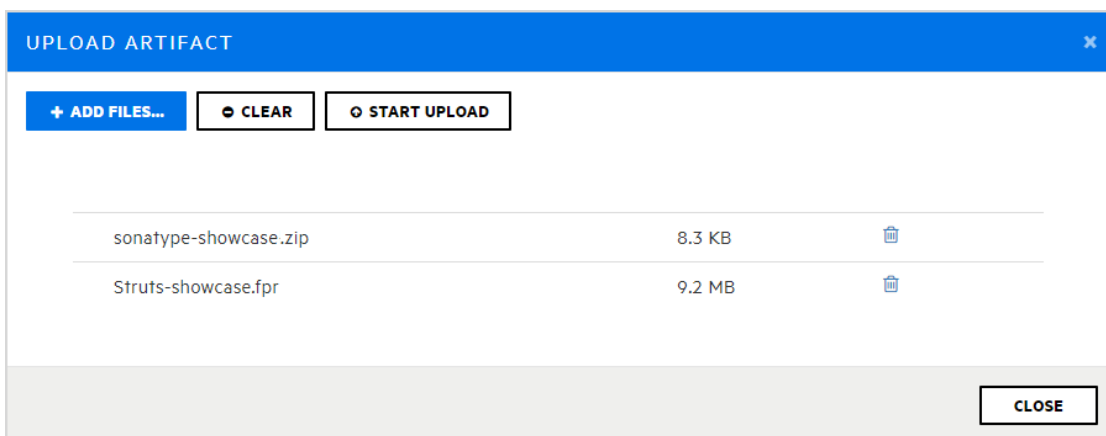 UPLOAD ARTIFACT
ADD FILES... CLEAR START UPLOAD
sonatype-showcase.zip 8.3 KB
Struts-showcase.fpr 9.2 MB
CLOSE